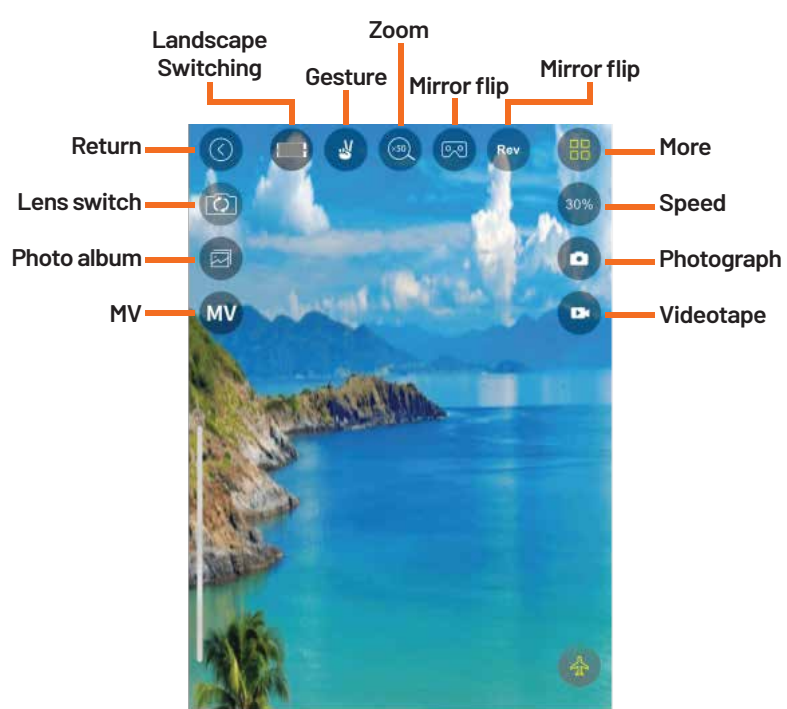 Zoom
Landscape
Switching
Gesture
Mirror flip
Mirror flip
Return
×50
Rev
More
Lens switch
30%
Speed
Photo album
Photograph
MV
MV
Videotape